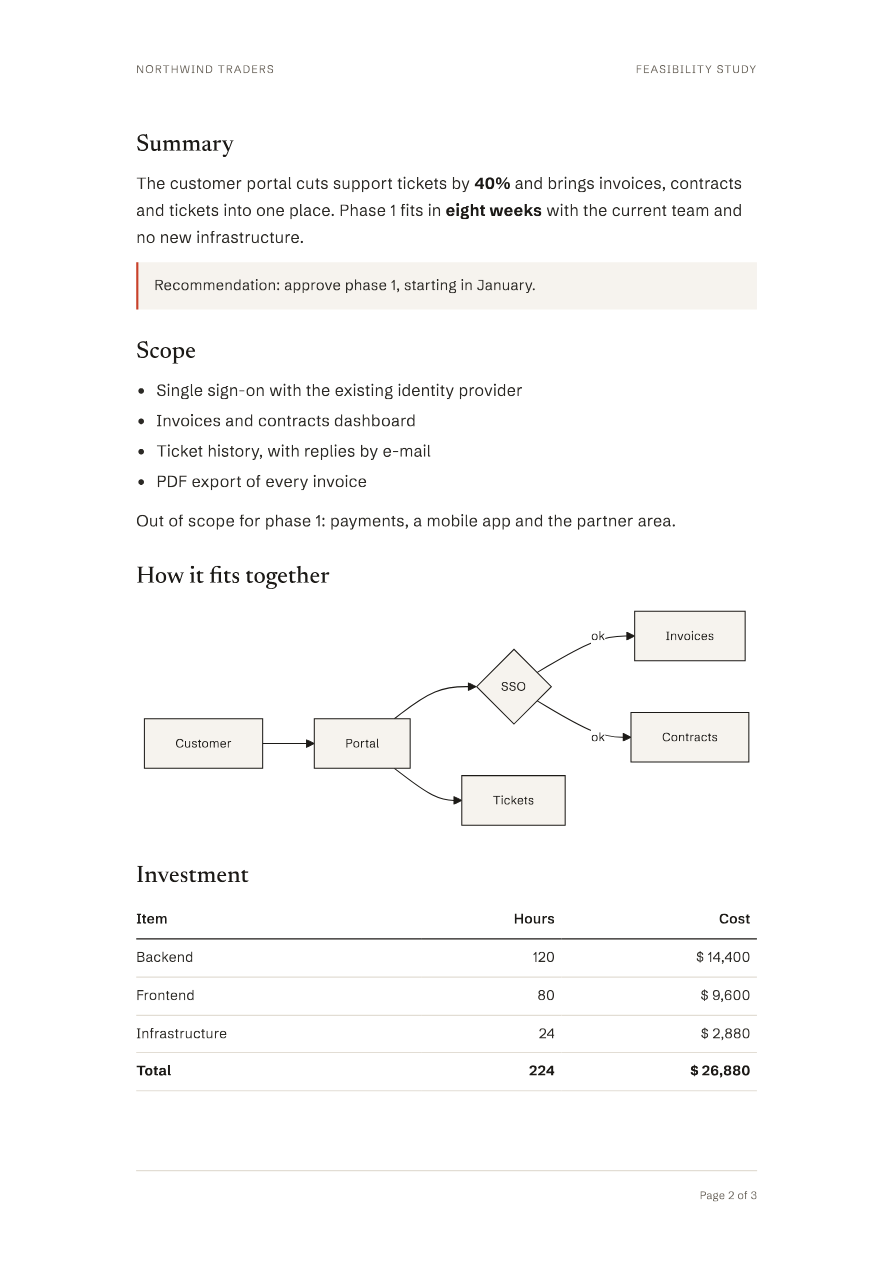 NORTHWIND TRADERS FEASIBILITY STUDY
Summary
The customer portal cuts support tickets by 40% and brings invoices, contracts
and tickets into one place. Phase 1 fits in eight weeks with the current team and
no new infrastructure.
Recommendation: approve phase 1, starting in January.
Scope
• Single sign-on with the existing identity provider
• Invoices and contracts dashboard
• Ticket history, with replies by e-mail
• PDF export of every invoice
Out of scope for phase 1: payments, a mobile app and the partner area.
How it fits together
Customer
Portal
SSO
Tickets
ok
Invoices
ok
Contracts
Investment
Item Hours Cost
Backend 120 $ 14,400
Frontend 80 $ 9,600
Infrastructure 24 $ 2,880
Total 224 $ 26,880
Page 2 of 3